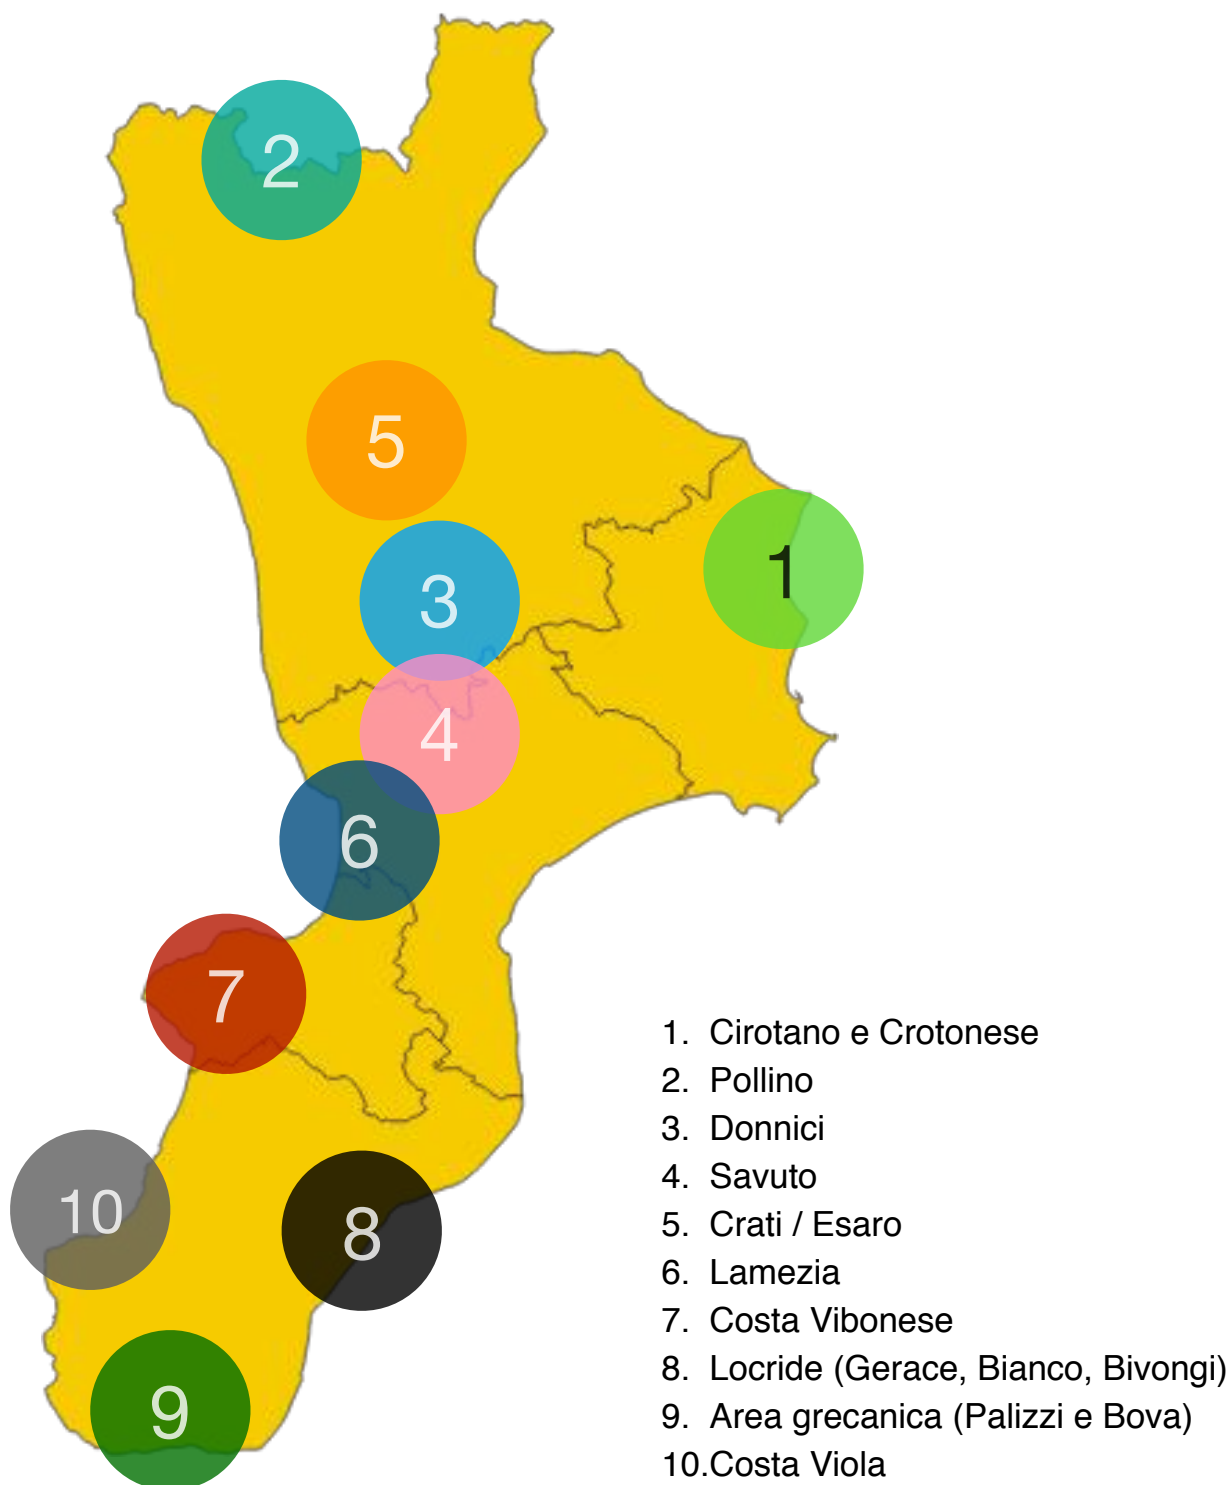 2
5
1
3
4
6
7
10
8
9
1. Cirotano e Crotonese
2. Pollino
3. Donnici
4. Savuto
5. Crati / Esaro
6. Lamezia
7. Costa Vibonese
8. Locride (Gerace, Bianco, Bivongi)
9. Area grecanica (Palizzi e Bova)
10.Costa Viola